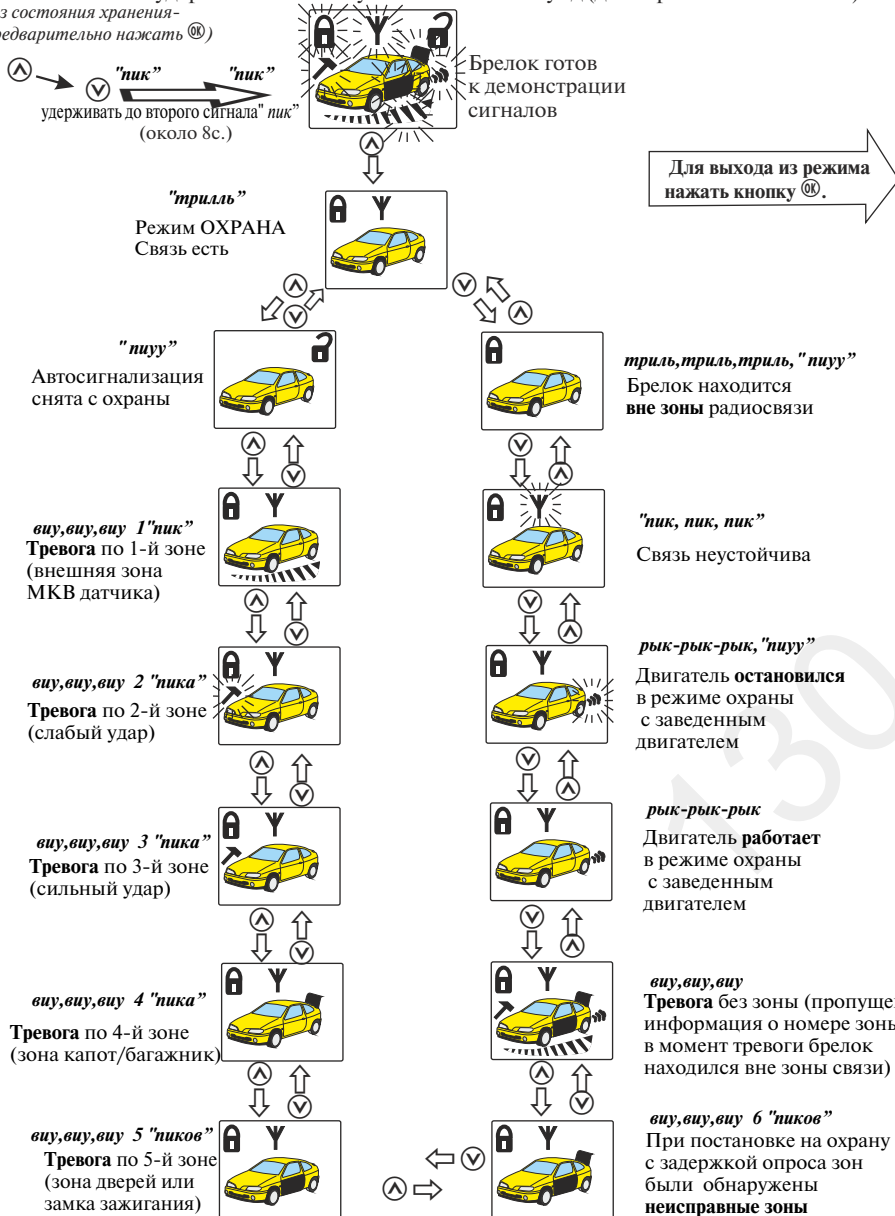 з состояния хранения-
редварительно нажать ОК)
"пик" "пик"
удерживать до второго сигнала" пик"
(около 8с.)
Брелок готов
к демонстрации
сигналов
Для выхода из режима
нажать кнопку ОК.
"трилль"
Режим ОХРАНА
Связь есть
"пиуу"
Автосигнализация
снята с охраны
триль,триль,триль, "пиуу"
Брелок находится
вне зоны радиосвязи
виу,виу,виу 1"пик"
Тревога по 1-й зоне
(внешняя зона
МКВ датчика)
"пик, пик, пик"
Связь неустойчива
виу,виу,виу 2 "пика"
Тревога по 2-й зоне
(слабый удар)
рык-рык-рык,"пиуу"
Двигатель остановился
в режиме охраны
с заведенным
двигателем
виу,виу,виу 3 "пика"
Тревога по 3-й зоне
(сильный удар)
рык-рык-рык
Двигатель работает
в режиме охраны
с заведенным
двигателем
виу,виу,виу 4 "пика"
Тревога по 4-й зоне
(зона капот/багажник)
виу,виу,виу
Тревога без зоны (пропуще
информация о номере зоны
в момент тревоги брелок
находился вне зоны связи)
виу,виу,виу 5 "пиков"
Тревога по 5-й зоне
(зона дверей или
замка зажигания)
виу,виу,виу 6 "пиков"
При постановке на охрану
с задержкой опроса зон
были обнаружены
неисправные зоны
130